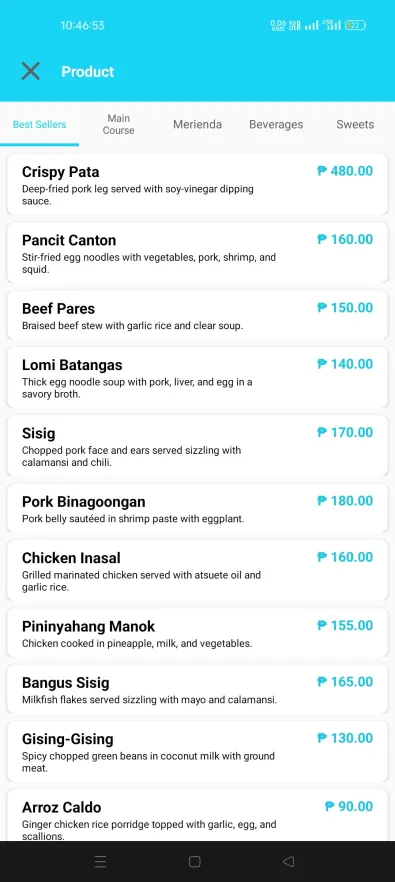 10:46:53
0.06 KB/S
22
Product
Best Sellers
Main
Course
Merienda
Beverages
Sweets
Crispy Pata
₱ 480.00
Deep-fried pork leg served with soy-vinegar dipping
sauce.
Pancit Canton
₱ 160.00
Stir-fried egg noodles with vegetables, pork, shrimp, and
squid.
Beef Pares
₱ 150.00
Braised beef stew with garlic rice and clear soup.
Lomi Batangas
₱ 140.00
Thick egg noodle soup with pork, liver, and egg in a
savory broth.
Sisig
₱ 170.00
Chopped pork face and ears served sizzling with
calamansi and chili.
Pork Binagoongan
₱ 180.00
Pork belly sautéed in shrimp paste with eggplant.
Chicken Inasal
₱ 160.00
Grilled marinated chicken served with atsuete oil and
garlic rice.
Pininyahang Manok
₱ 155.00
Chicken cooked in pineapple, milk, and vegetables.
Bangus Sisig
₱ 165.00
Milkfish flakes served sizzling with mayo and calamansi.
Gising-Gising
₱ 130.00
Spicy chopped green beans in coconut milk with ground
meat.
Arroz Caldo
₱ 90.00
Ginger chicken rice porridge topped with garlic, egg, and
scallions.